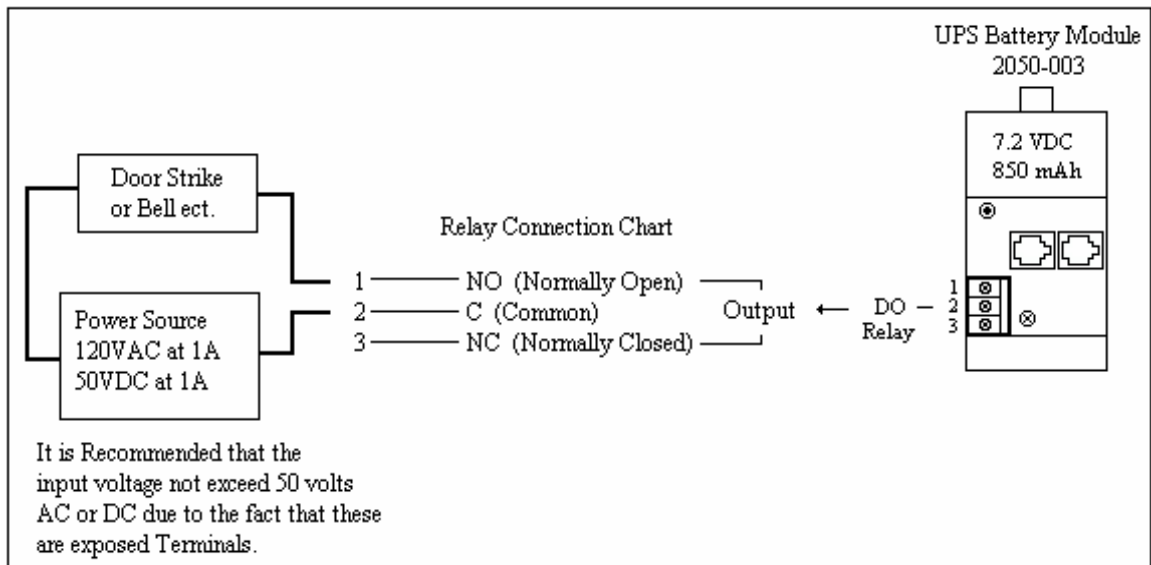 UPS Battery Module
2050-003
7.2 VDC
850 mAh
Door Strike
or Bell ect.
Relay Connection Chart
1 NO (Normally Open)
2 C (Common)
3 NC (Normally Closed)
Output
DO
Relay
1
2
3
Power Source
120VAC at 1A
50VDC at 1A
It is Recommended that the
input voltage not exceed 50 volts
AC or DC due to the fact that these
are exposed Terminals.